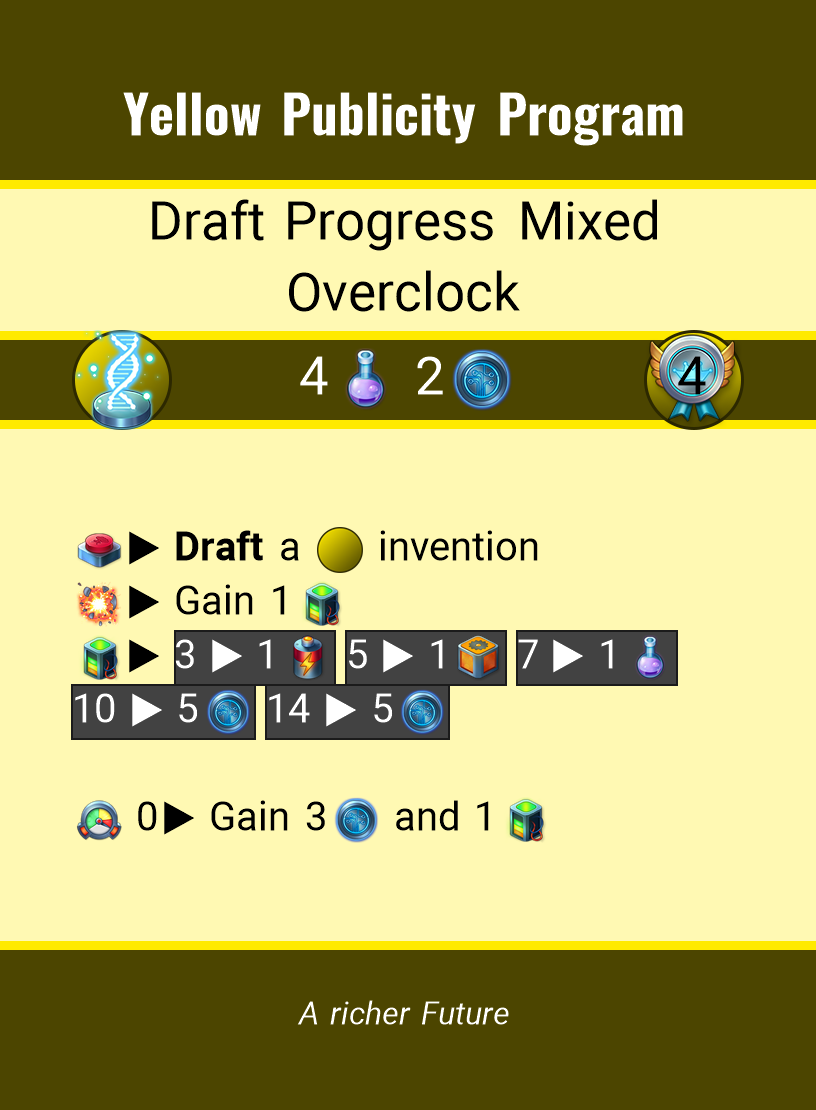 Yellow Publicity Program
Draft Progress Mixed
Overclock
4 2 4
▶ Draft a invention
▶ Gain 1
▶ 3 ▶ 1 5 ▶ 1 7 ▶ 1
10 ▶ 5 14 ▶ 5
0▶ Gain 3 and 1
A richer Future